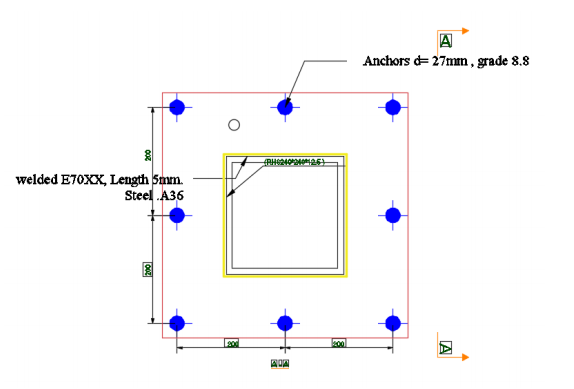 A
Anchors d= 27mm , grade 8.8
200
welded E70XX, Length 5mm.
Steel .A36
200
200
200
A